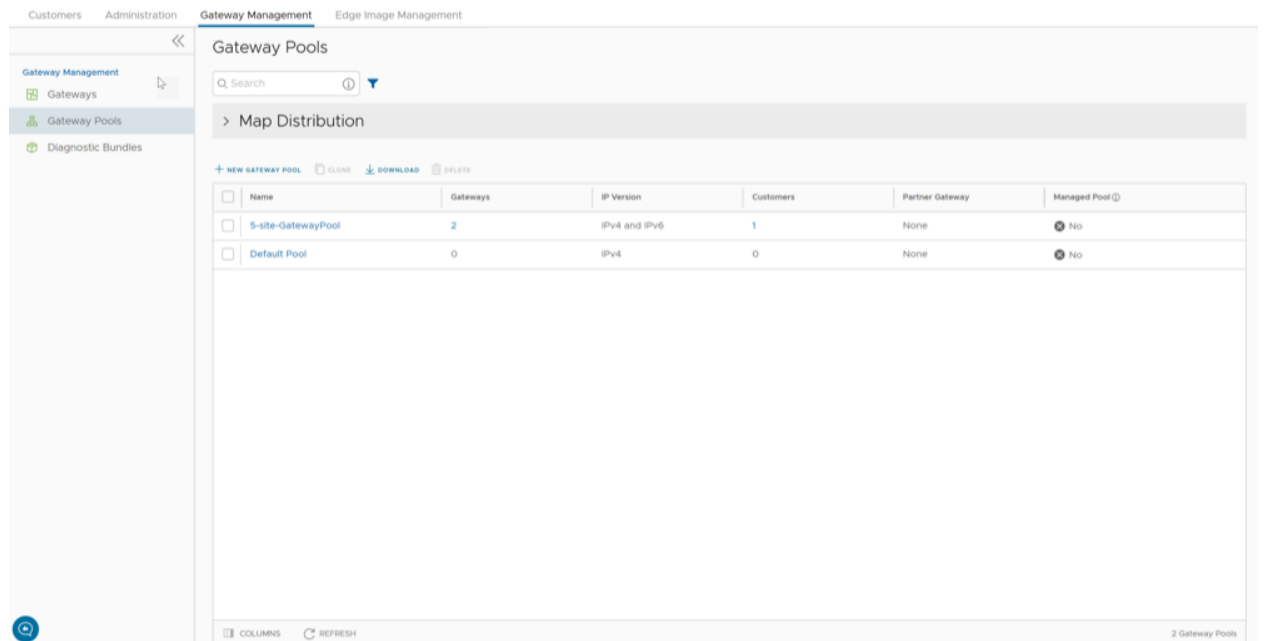 Customers Administration Gateway Management Edge Image Management
Gateway Pools
Gateway Management
Search
Gateways
Gateway Pools
Map Distribution
Diagnostic Bundles
NEW GATEWAY POOL CLONE DOWNLOAD DELETE
Name Gateways IP Version Customers Partner Gateway Managed Pool
5-site-GatewayPool 2 IPv4 and IPv6 1 None No
Default Pool 0 IPv4 0 None No
COLUMNS REFRESH 2 Gateway Pools